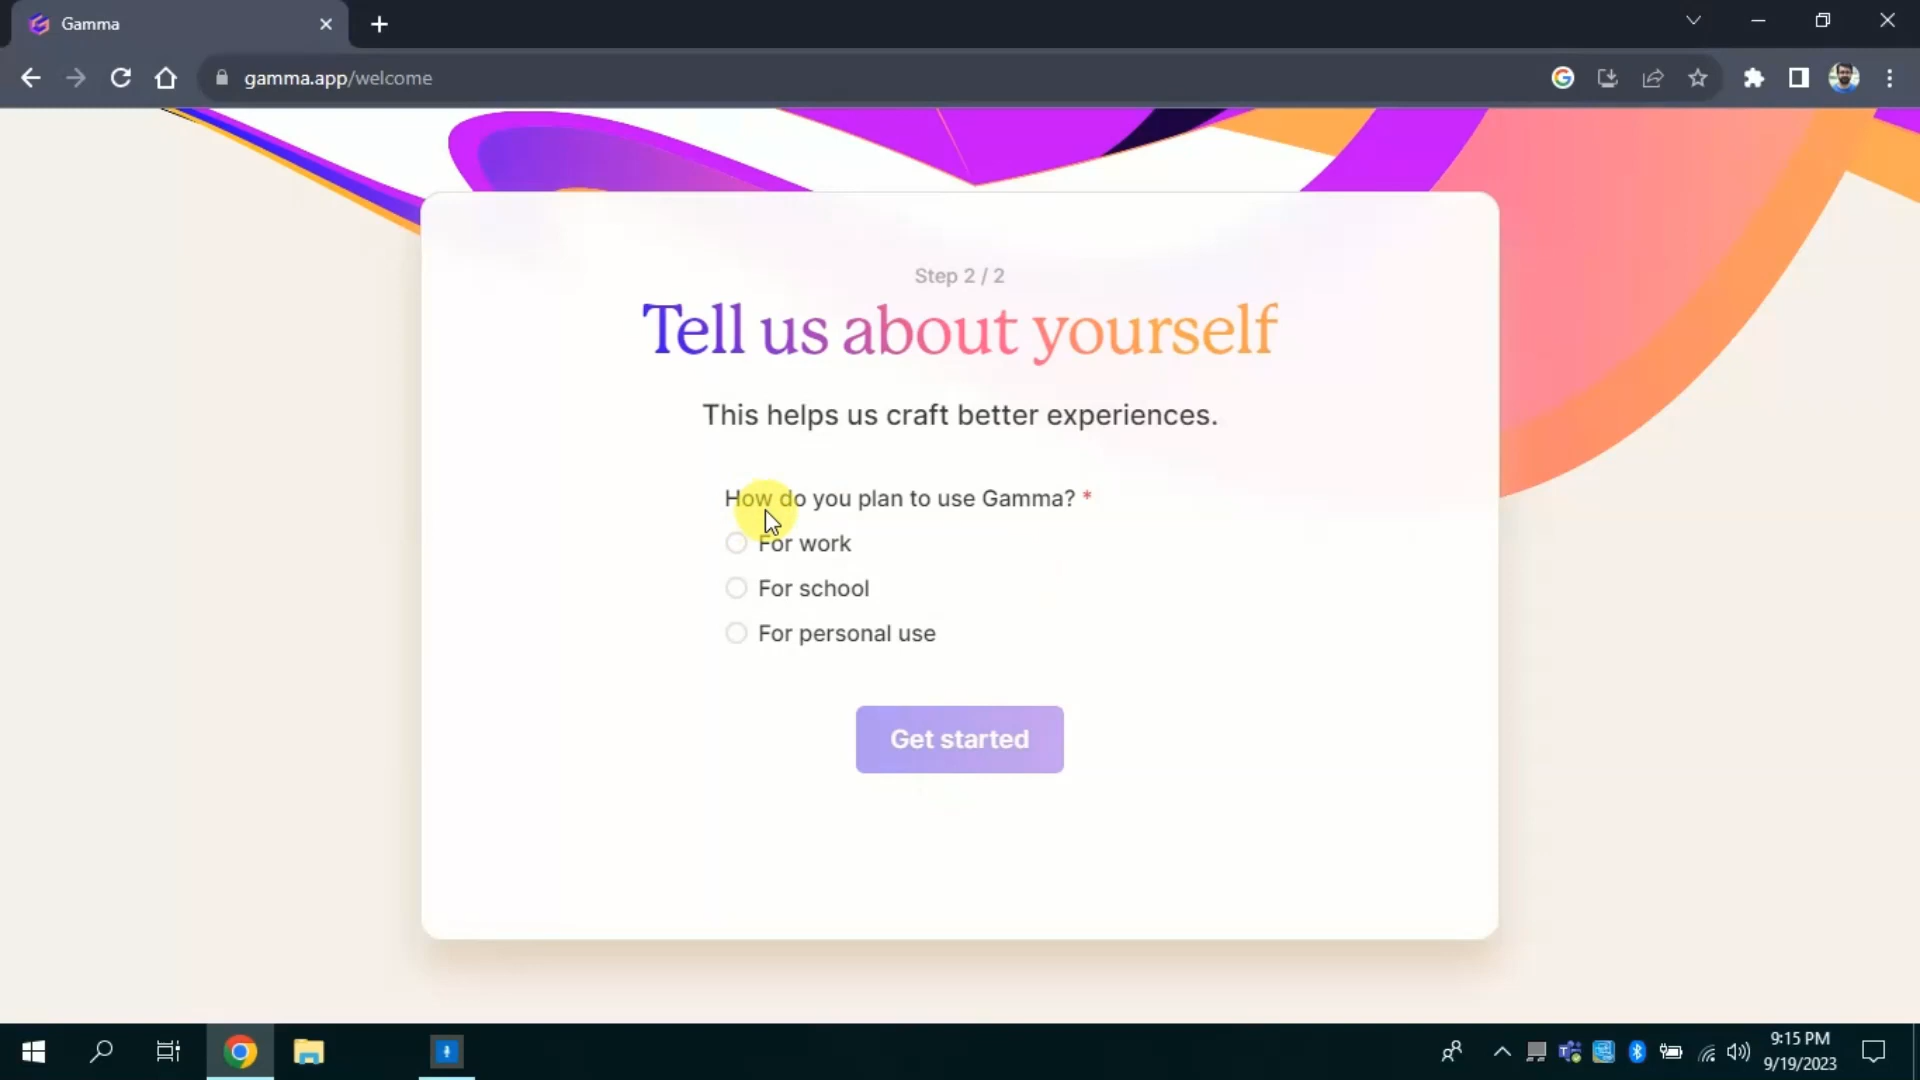 Gamma
gamma.app/welcome
Step 2 / 2
Tell us about yourself
This helps us craft better experiences.
How do you plan to use Gamma? *
For work
For school
For personal use
Get started
9:15 PM
9/19/2023